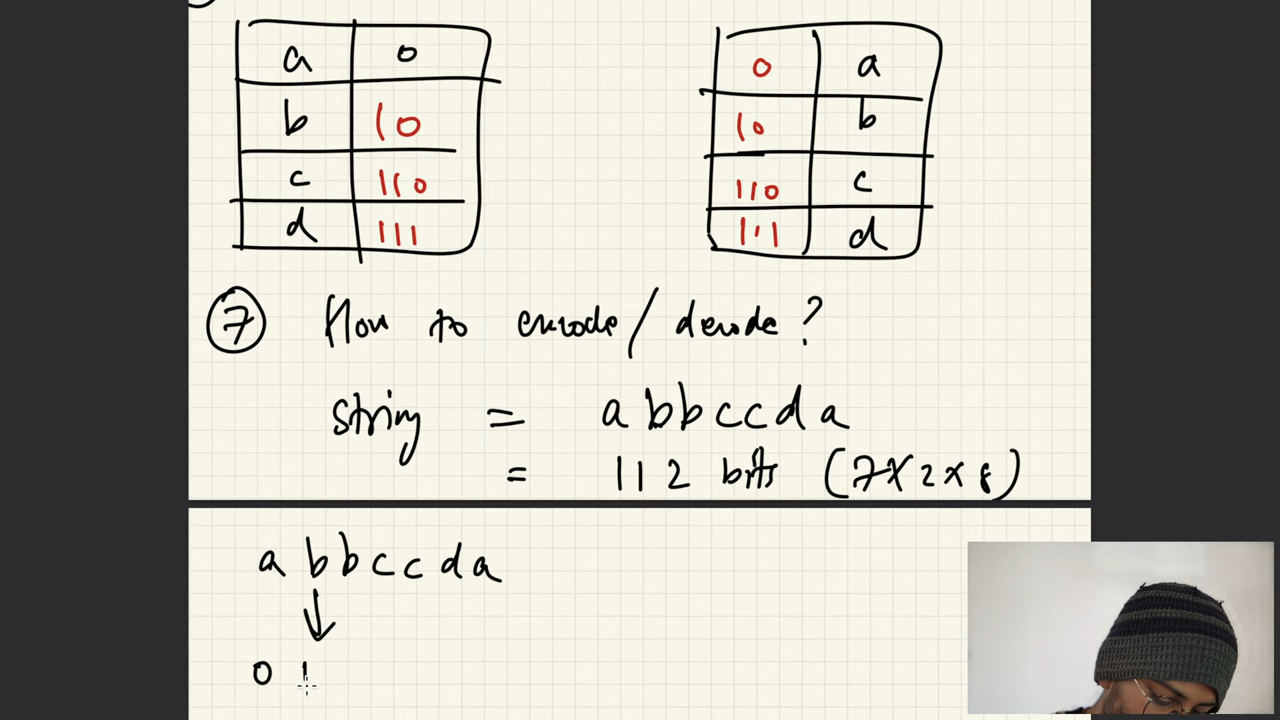 a 0 0 a
b 10 10 b
c 110 110 c
d 111 111 d
7 How to encode/decode?
string = abbccda
= 112 bits (7x2x8)
abbccda
↓
0 1